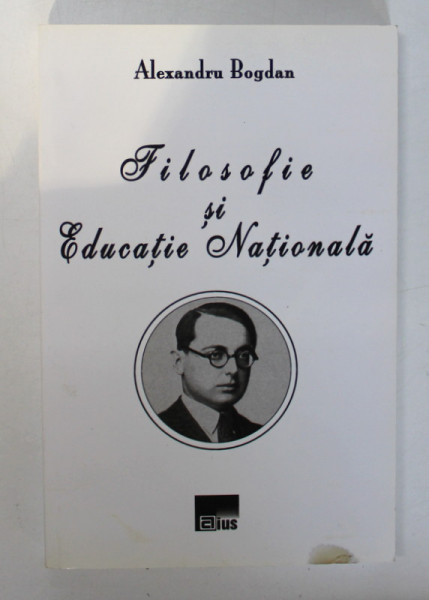 Alexandru Bogdan
Filosofie
și
Educație Națională
aius